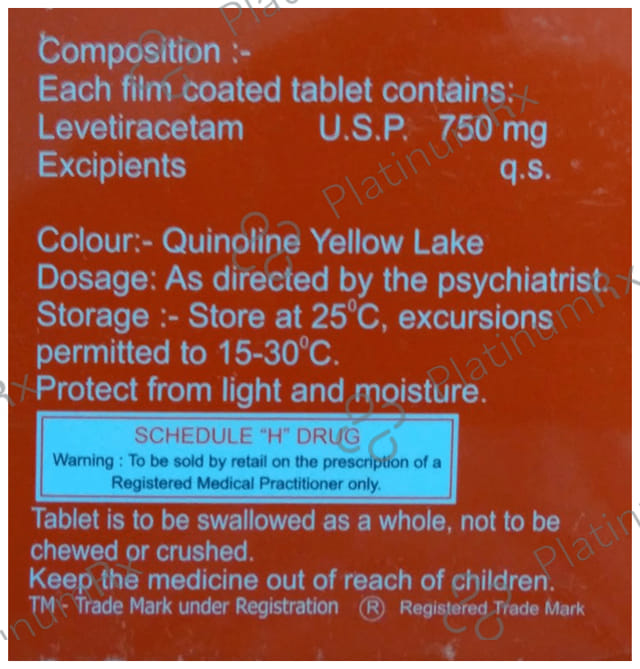 Composition :-
Each film coated tablet contains:
Levetiracetam U.S.P. 750 mg
Excipients q.s.
Colour:- Quinoline Yellow Lake
Dosage: As directed by the psychiatrist.
Storage :- Store at 25⁰C, excursions
permitted to 15-30⁰C.
Protect from light and moisture.
SCHEDULE "H" DRUG
Warning : To be sold by retail on the prescription of a
Registered Medical Practitioner only.
Tablet is to be swallowed as a whole, not to be
chewed or crushed.
Keep the medicine out of reach of children.
TM - Trade Mark under Registration ® Registered Trade Mark
PlatinumRx
PlatinumRx